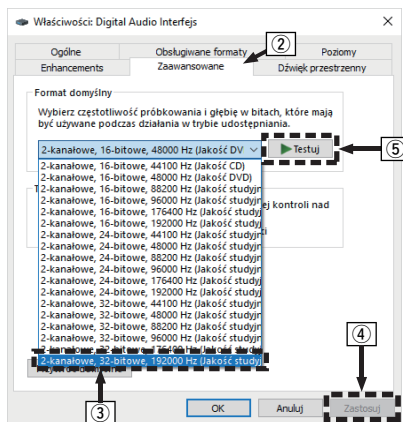 Właściwości: Digital Audio Interfejs
Ogólne
Obsługiwane formaty
Poziomy
②
Enhancements
Zaawansowane
Dźwięk przestrzenny
Format domyślny
Wybierz częstotliwość próbkowania i głębię w bitach, które mają
być używane podczas działania w trybie udostępniania.
2-kanałowe, 16-bitowe, 48000 Hz (Jakość DV
Testuj
⑤
2-kanałowe, 16-bitowe, 44100 Hz (Jakość CD)
2-kanałowe, 16-bitowe, 48000 Hz (Jakość DVD)
2-kanałowe, 16-bitowe, 88200 Hz (Jakość studyjn
2-kanałowe, 16-bitowe, 96000 Hz (Jakość studyjn
2-kanałowe, 16-bitowe, 176400 Hz (Jakość studyj
ej kontroli nad
2-kanałowe, 16-bitowe, 192000 Hz (Jakość studyj
2-kanałowe, 24-bitowe, 44100 Hz (Jakość studyjn
2-kanałowe, 24-bitowe, 48000 Hz (Jakość studyjn
2-kanałowe, 24-bitowe, 88200 Hz (Jakość studyjn
2-kanałowe, 24-bitowe, 96000 Hz (Jakość studyjn
2-kanałowe, 24-bitowe, 176400 Hz (Jakość studyj
2-kanałowe, 24-bitowe, 192000 Hz (Jakość studyj
2-kanałowe, 32-bitowe, 44100 Hz (Jakość studyjn
2-kanałowe, 32-bitowe, 48000 Hz (Jakość studyjn
2-kanałowe, 32-bitowe, 88200 Hz (Jakość studyjn
2-kanałowe, 32-bitowe, 96000 Hz (Jakość studyjn
④
2-kanałowe, 32-bitowe, 176400 Hz (Jakość studyj
2-kanałowe, 32-bitowe, 192000 Hz (Jakość studyj
③
OK
Anuluj
Zastosuj